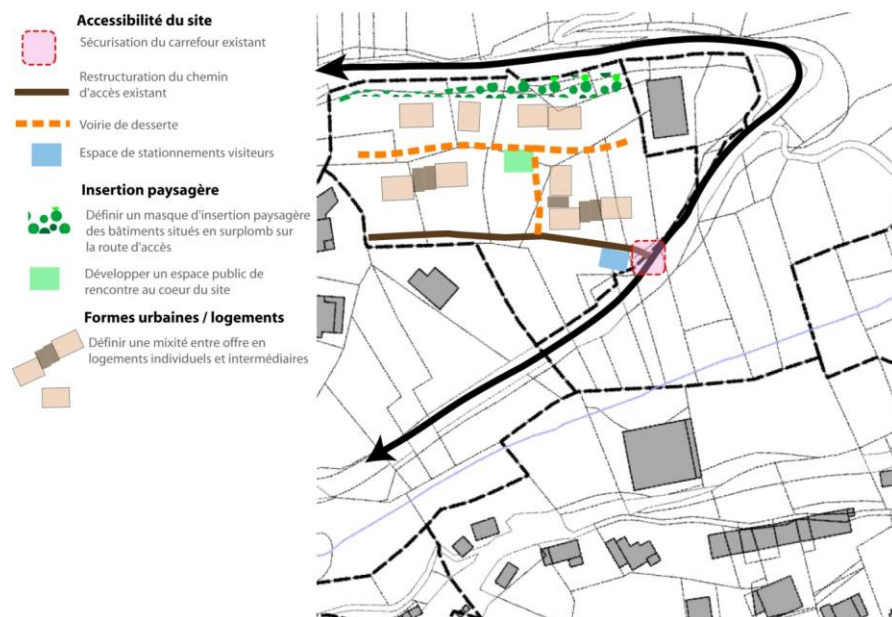 Accessibilité du site
Sécurisation du carrefour existant
Restructuration du chemin
d'accès existant
Voirie de desserte
Espace de stationnements visiteurs
Insertion paysagère
Définir un masque d'insertion paysagère
des bâtiments situés en surplomb sur
la route d'accès
Développer un espace public de
rencontre au coeur du site
Formes urbaines / logements
Définir une mixité entre offre en
logements individuels et intermédiaires